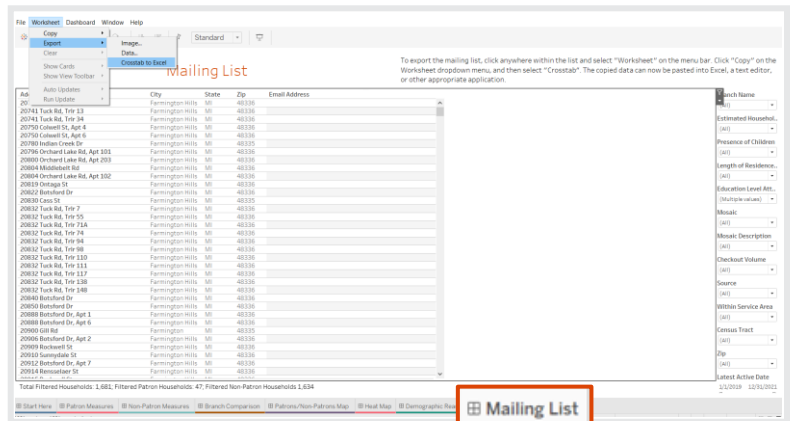 File Worksheet Dashboard Window Help
Copy
Export
Clear
Show Cards
Show View Toolbar
Auto Updates
Run Update
Image...
Data...
Crosstab to Excel
Standard
Mailing List
To export the mailing list, click anywhere within the list and select "Worksheet" on the menu bar. Click "Copy" on the
Worksheet dropdown menu, and then select "Crosstab". The copied data can now be pasted into Excel, a text editor,
or other appropriate application.
City State Zip Email Address
Farmington Hills MI 48336
20741 Tuck Rd, Trlr 13 Farmington Hills MI 48336
20741 Tuck Rd, Trlr 34 Farmington Hills MI 48336
20750 Colwell St, Apt 4 Farmington Hills MI 48336
20750 Colwell St, Apt 6 Farmington Hills MI 48336
20780 Indian Creek Dr Farmington Hills MI 48335
20796 Orchard Lake Rd, Apt 101 Farmington Hills MI 48336
20800 Orchard Lake Rd, Apt 203 Farmington Hills MI 48336
20804 Middlebelt Rd Farmington Hills MI 48336
20804 Orchard Lake Rd, Apt 102 Farmington Hills MI 48336
20819 Ontaga St Farmington Hills MI 48336
20822 Botsford Dr Farmington Hills MI 48336
20830 Cass St Farmington Hills MI 48335
20832 Tuck Rd, Trlr 7 Farmington Hills MI 48336
20832 Tuck Rd, Trlr 55 Farmington Hills MI 48336
20832 Tuck Rd, Trlr 71A Farmington Hills MI 48336
20832 Tuck Rd, Trlr 74 Farmington Hills MI 48336
20832 Tuck Rd, Trlr 94 Farmington Hills MI 48336
20832 Tuck Rd, Trlr 98 Farmington Hills MI 48336
20832 Tuck Rd, Trlr 110 Farmington Hills MI 48336
20832 Tuck Rd, Trlr 111 Farmington Hills MI 48336
20832 Tuck Rd, Trlr 117 Farmington Hills MI 48336
20832 Tuck Rd, Trlr 138 Farmington Hills MI 48336
20832 Tuck Rd, Trlr 148 Farmington Hills MI 48336
20840 Botsford Dr Farmington Hills MI 48336
20850 Botsford Dr Farmington Hills MI 48336
20888 Botsford Dr, Apt 1 Farmington Hills MI 48336
20888 Botsford Dr, Apt 6 Farmington Hills MI 48336
20900 Gill Rd Farmington MI 48335
20906 Botsford Dr, Apt 2 Farmington Hills MI 48336
20909 Rockwell St Farmington Hills MI 48336
20910 Sunnydale St Farmington Hills MI 48336
20912 Botsford Dr, Apt 7 Farmington Hills MI 48336
20914 Rensselaer St Farmington Hills MI 48336
Branch Name
(All)
Estimated Househol..
(All)
Presence of Children
(All)
Length of Residence..
(All)
Education Level Att..
(Multiple values)
Mosaic
(All)
Mosaic Description
(All)
Checkout Volume
(All)
Source
(All)
Within Service Area
(All)
Census Tract
(All)
Zip
(All)
Latest Active Date
1/1/2019 12/31/2021
Total Filtered Households: 1,681; Filtered Patron Households: 47; Filtered Non-Patron Households 1,634
Start Here Patron Measures Non-Patron Measures Branch Comparison Patrons/Non-Patrons Map Heat Map Demographic Rea
Mailing List